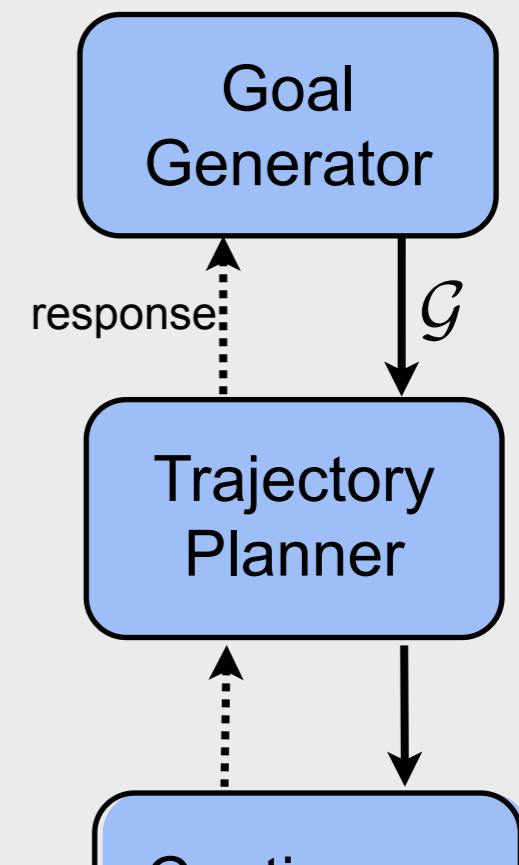 Goal
Generator
response
𝒢
Trajectory
Planner